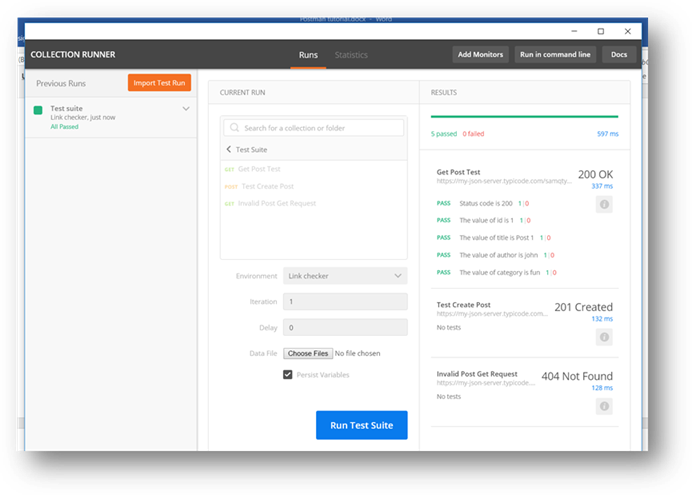 Postman tutorial.docx - Word
COLLECTION RUNNER
Runs
Statistics
Add Monitors
Run in command line
Docs
Previous Runs
Import Test Run
Test suite
Link checker, just now
All Passed
CURRENT RUN
Search for a collection or folder
Test Suite
GET Get Post Test
POST Test Create Post
GET Invalid Post Get Request
Environment Link checker
Iteration 1
Delay 0
Data File Choose Files No file chosen
Persist Variables
Run Test Suite
RESULTS
5 passed 0 failed 597 ms
Get Post Test 200 OK
https://my-json-server.typicode.com/samqty... 337 ms
PASS Status code is 200 1|0
PASS The value of id is 1 1|0
PASS The value of title is Post 1 1|0
PASS The value of author is john 1|0
PASS The value of category is fun 1|0
Test Create Post 201 Created
https://my-json-server.typicode.com... 132 ms
No tests
Invalid Post Get Request 404 Not Found
https://my-json-server.typicode.... 128 ms
No tests